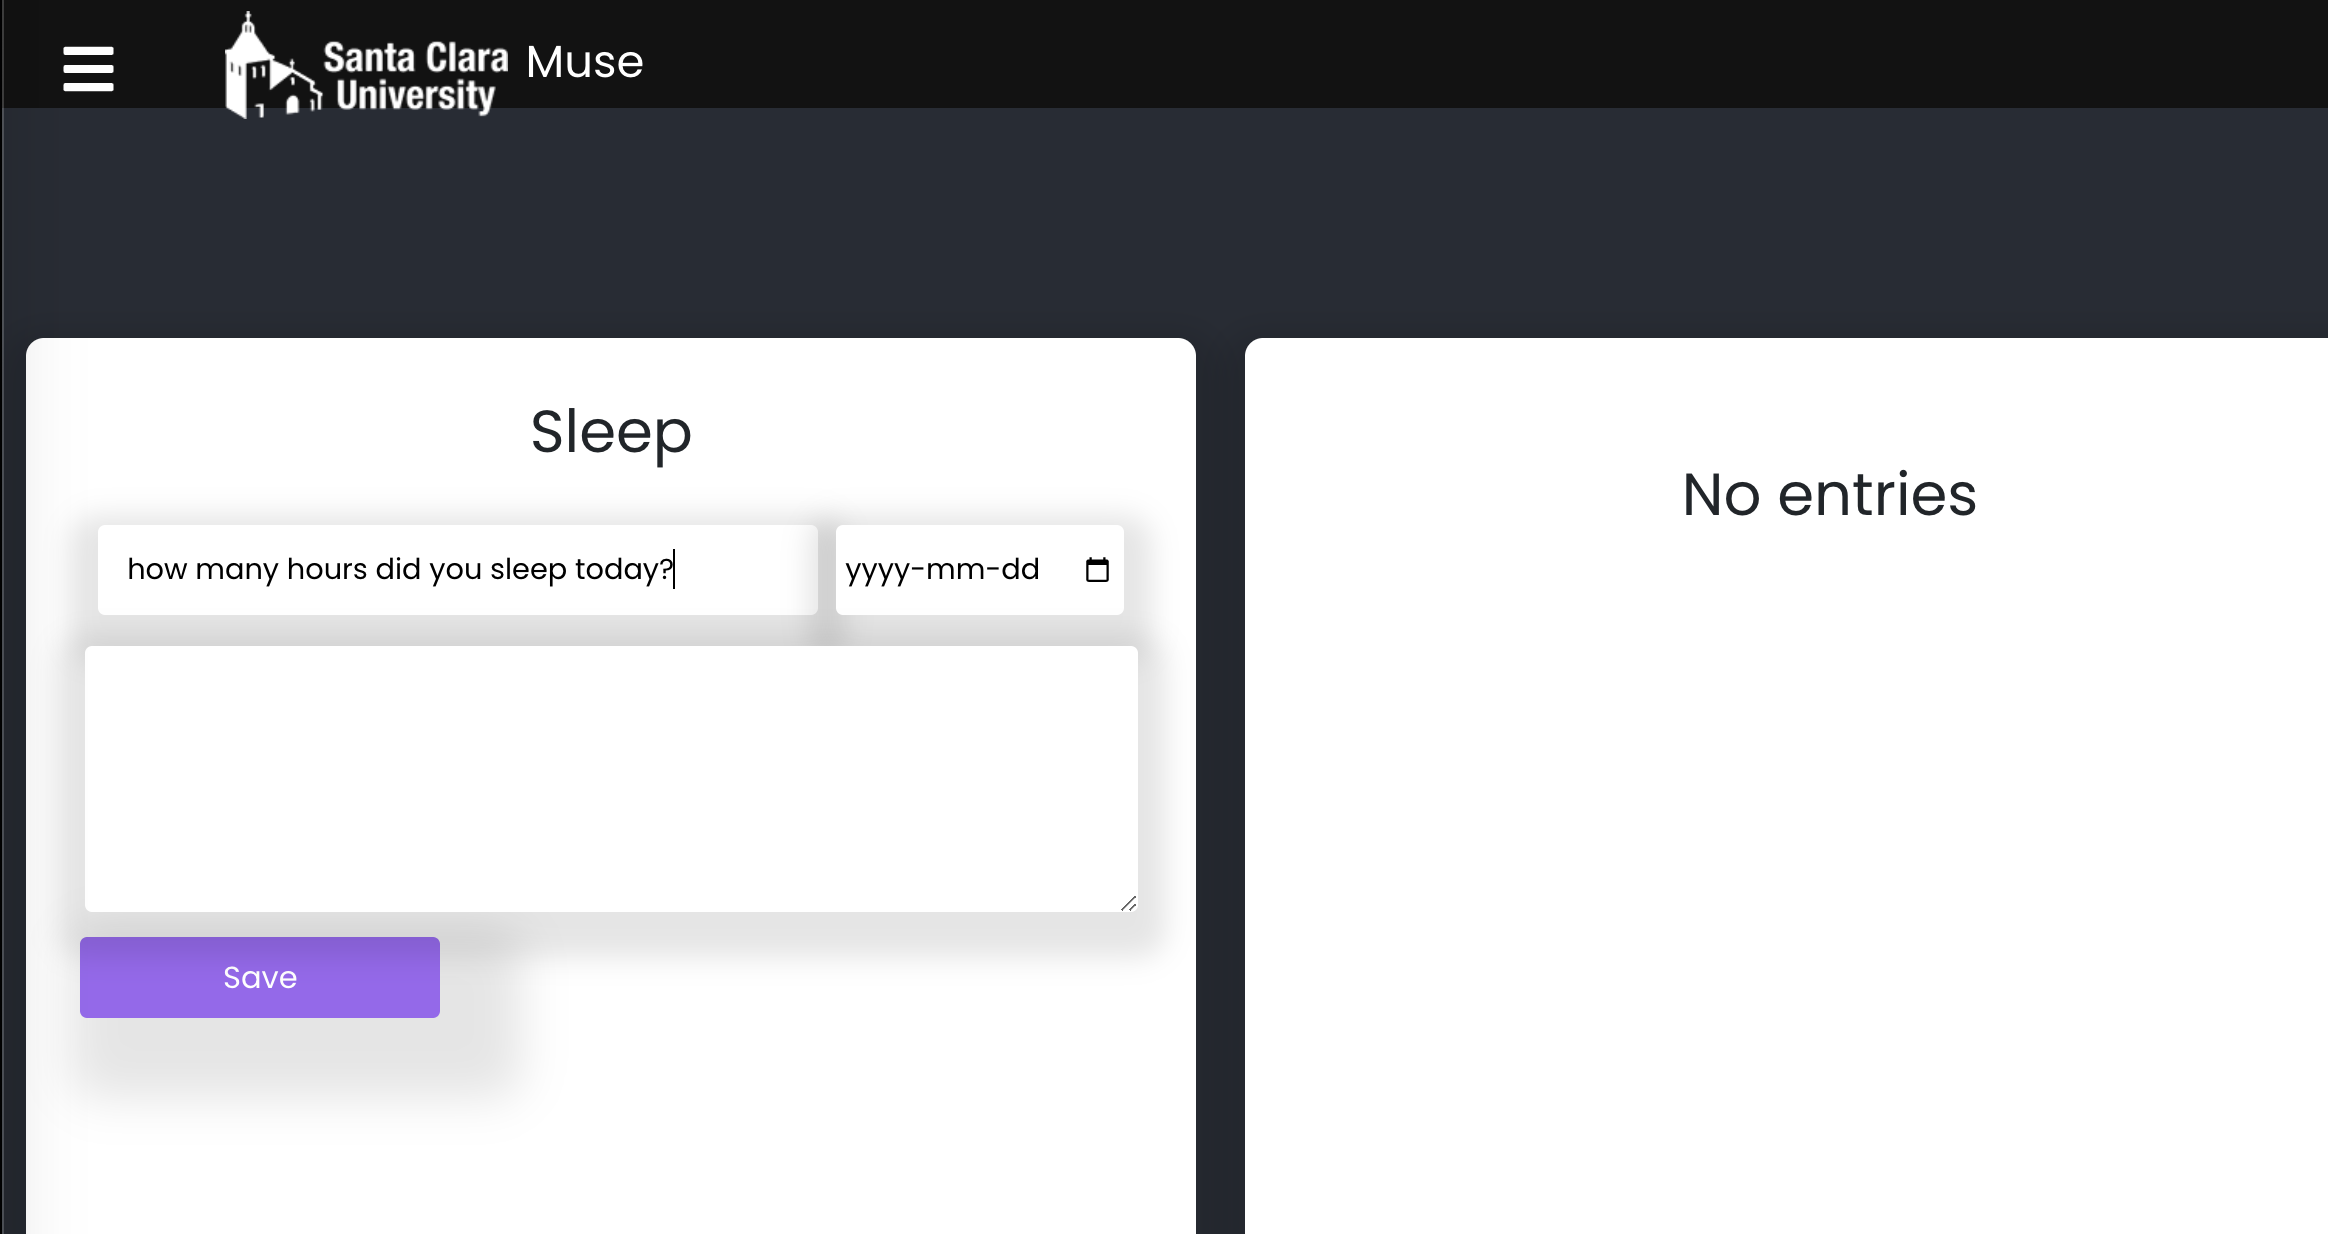 Santa Clara
University
Muse
Sleep
how many hours did you sleep today?
yyyy-mm-dd
Save
No entries